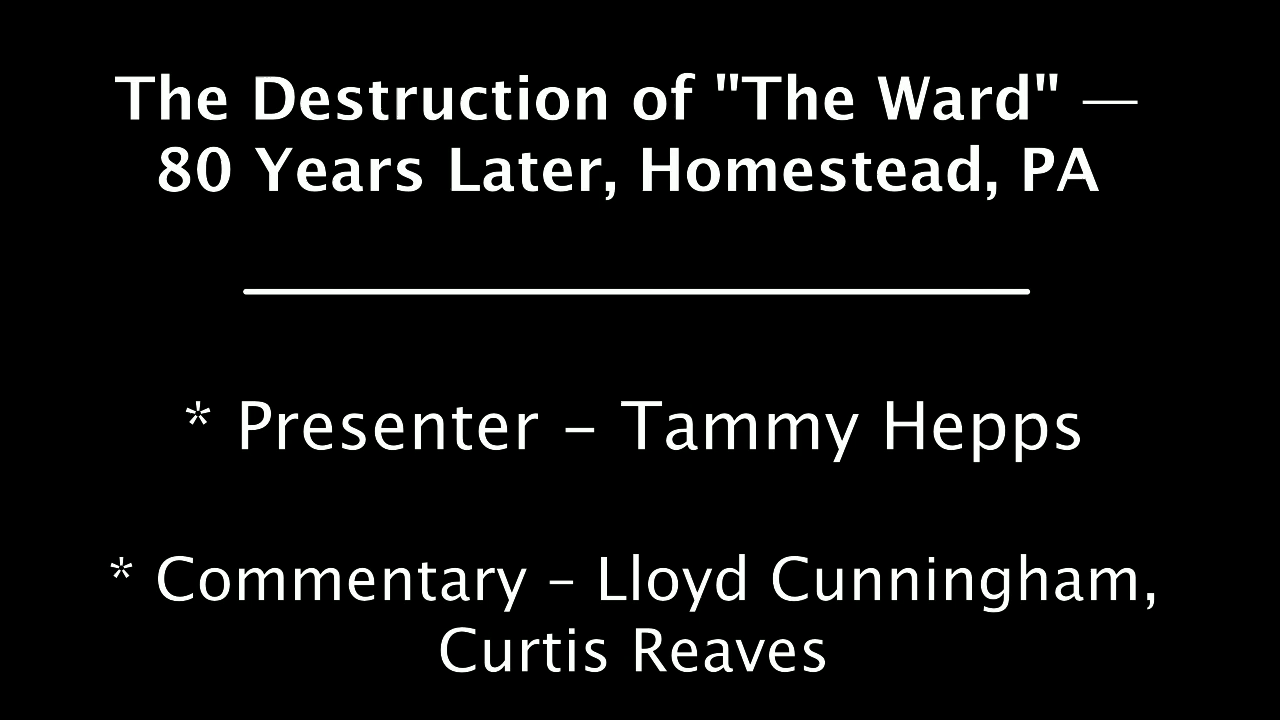 The Destruction of "The Ward" —
80 Years Later, Homestead, PA
* Presenter – Tammy Hepps
* Commentary – Lloyd Cunningham,
Curtis Reaves